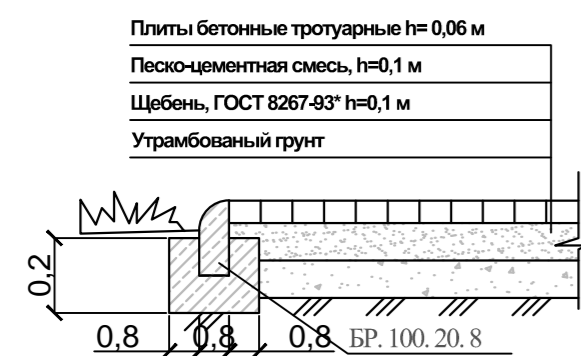 Плиты бетонные тротуарные h= 0,06 м
Песко-цементная смесь, h=0,1 м
Щебень, ГОСТ 8267-93* h=0,1 м
Утрамбованый грунт
0,2
0,8 0,8 0,8 БР. 100. 20. 8